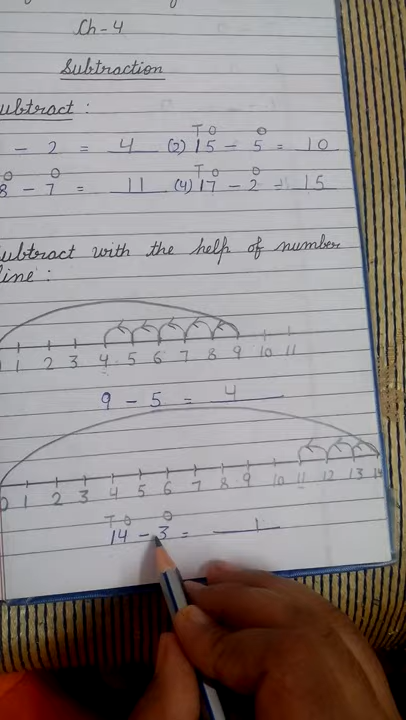 Ch-4
Subtraction
ubtract :
- 2 = 4 (2) 15 - 5 = 10
T O O
8 - 7 = 11 (4) 17 - 2 = 15
O O T O O
ubtract with the help of number
line :
1 2 3 4 5 6 7 8 9 10 11
9 - 5 = 4
0 1 2 3 4 5 6 7 8 9 10 11 12 13 14
T O O
14 - 3 = 1